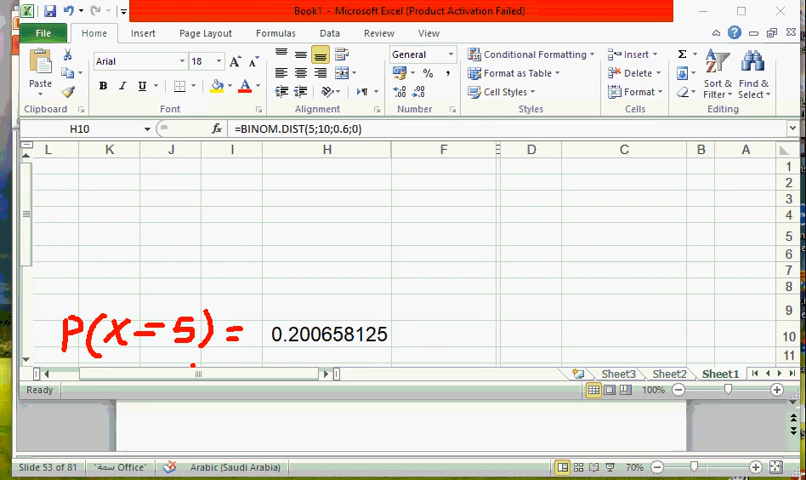 Book1 - Microsoft Excel (Product Activation Failed)
File Home Insert Page Layout Formulas Data Review View
Paste
Clipboard
Arial 18 A A
B I U A
Font
Alignment
General
% ,
Number
Conditional Formatting
Format as Table
Cell Styles
Styles
Insert
Delete
Format
Cells
Σ
Sort & Filter
Find & Select
Editing
H10 fx =BINOM.DIST(5;10;0.6;0)
L K J I H F E D C B A
1
2
3
4
5
6
7
8
9
P(X=5) = 0.200658125 10
11
Sheet3 Sheet2 Sheet1
Ready 100%
Slide 53 of 81 "سمة Office" Arabic (Saudi Arabia) 70%